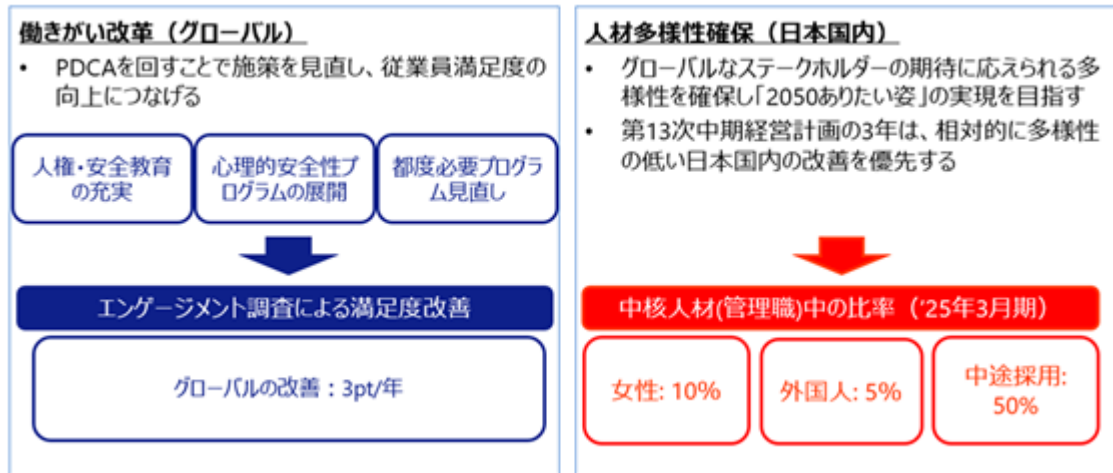 働きがい改革（グローバル）
• PDCAを回すことで施策を見直し、従業員満足度の
向上につなげる
人権・安全教育
の充実
心理的安全性プ
ログラムの展開
都度必要プログラ
ム見直し
エンゲージメント調査による満足度改善
グローバルの改善：3pt/年
人材多様性確保（日本国内）
• グローバルなステークホルダーの期待に応えられる多
様性を確保し「2050ありたい姿」の実現を目指す
• 第13次中期経営計画の3年は、相対的に多様性
の低い日本国内の改善を優先する
中核人材(管理職)中の比率（'25年3月期）
女性: 10%
外国人: 5%
中途採用:
50%